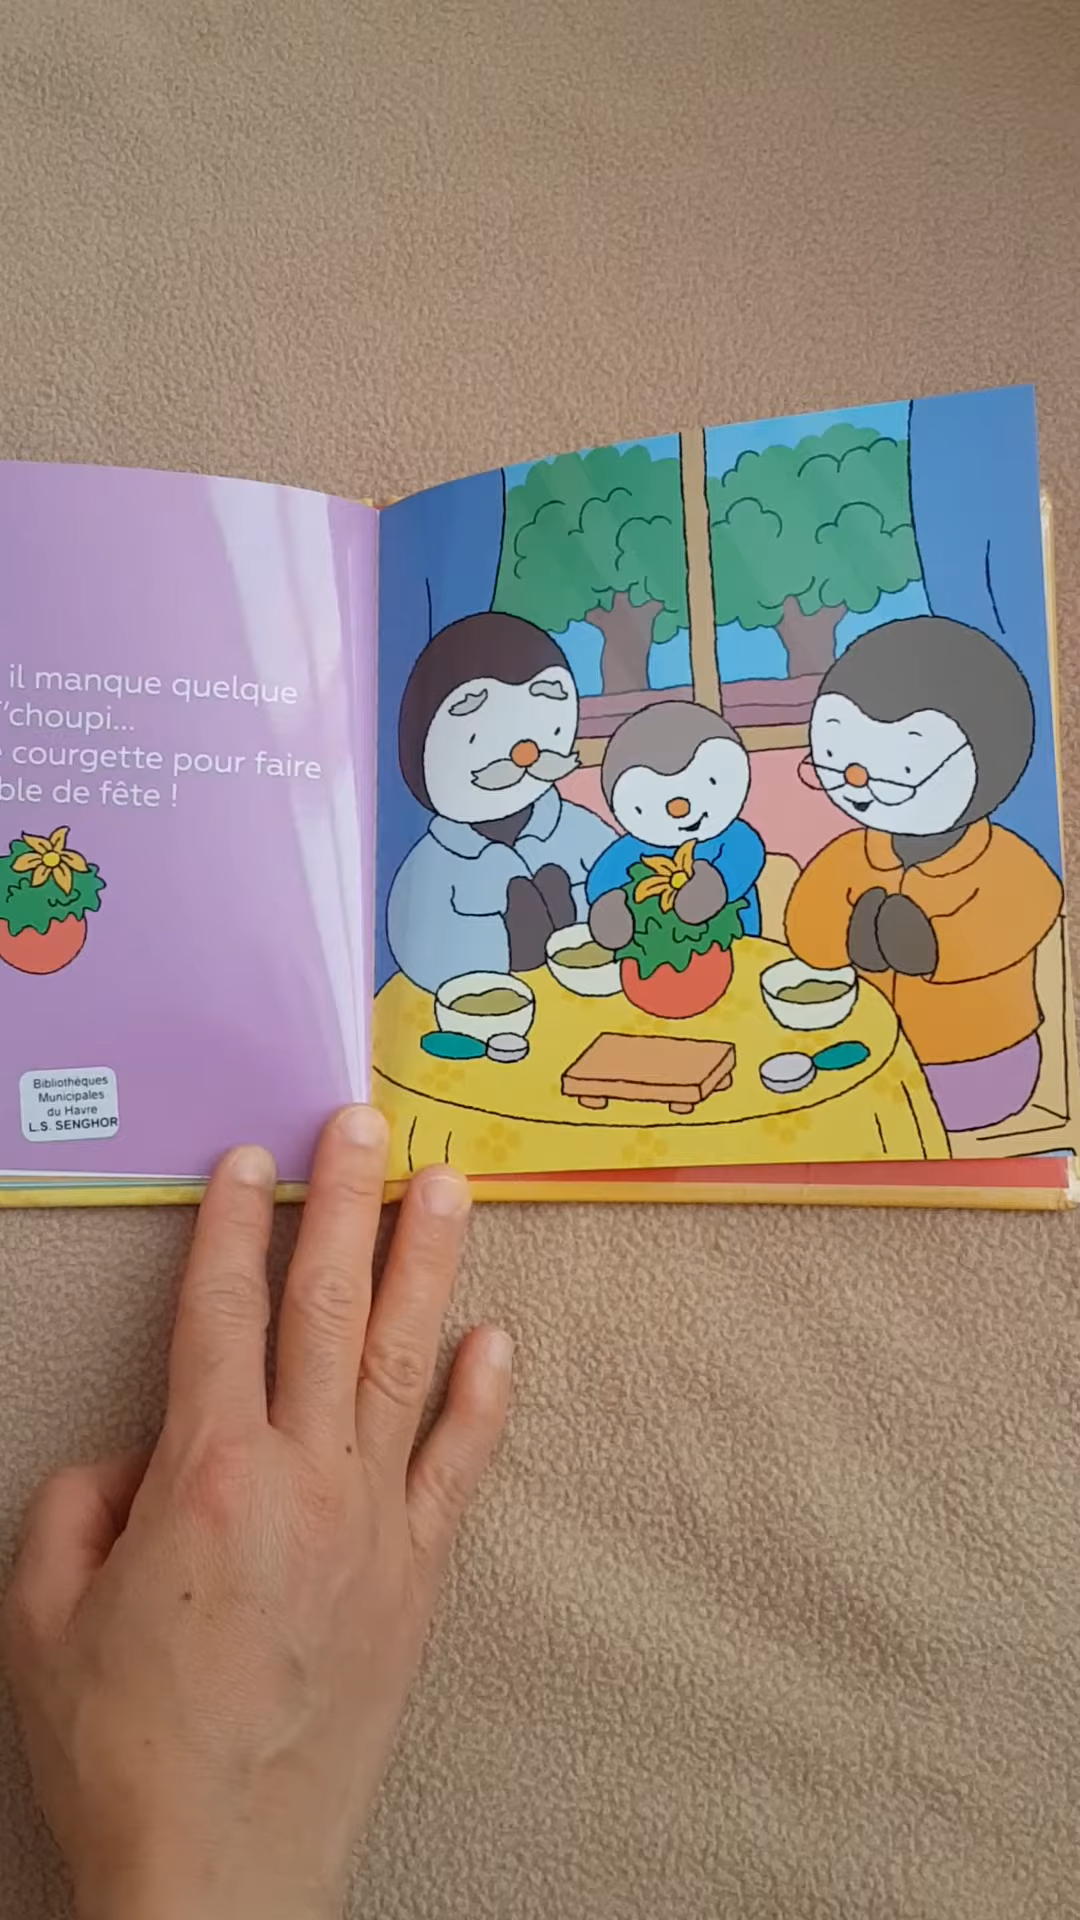 il manque quelque
T'choupi...
courgette pour faire
ble de fête !
Bibliothèques
Municipales
du Havre
L.S. SENGHOR